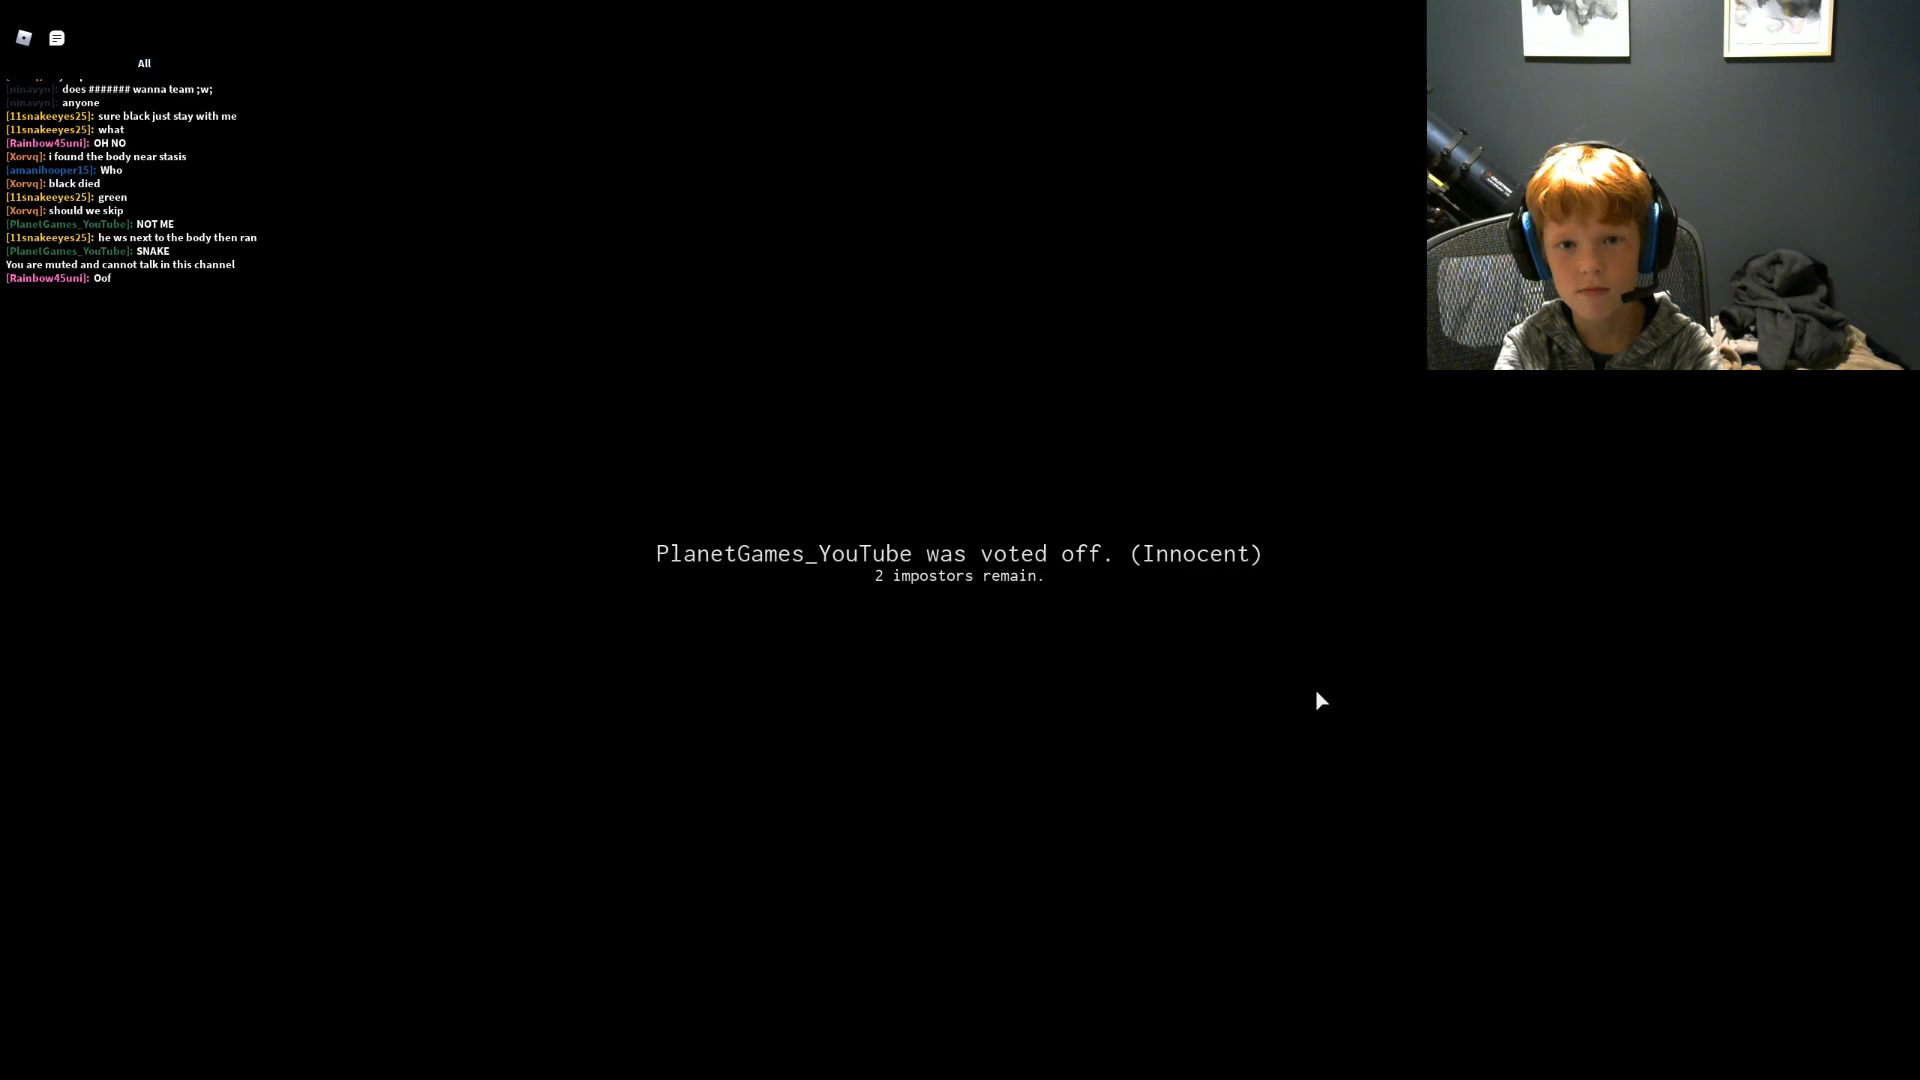 All
[ninavyn]: does ####### wanna team ;w;
[ninavyn]: anyone
[11snakeeyes25]: sure black just stay with me
[11snakeeyes25]: what
[Rainbow45uni]: OH NO
[Xorvq]: i found the body near stasis
[amanihooper15]: Who
[Xorvq]: black died
[11snakeeyes25]: green
[Xorvq]: should we skip
[PlanetGames_YouTube]: NOT ME
[11snakeeyes25]: he ws next to the body then ran
[PlanetGames_YouTube]: SNAKE
You are muted and cannot talk in this channel
[Rainbow45uni]: Oof
PlanetGames_YouTube was voted off. (Innocent)
2 impostors remain.